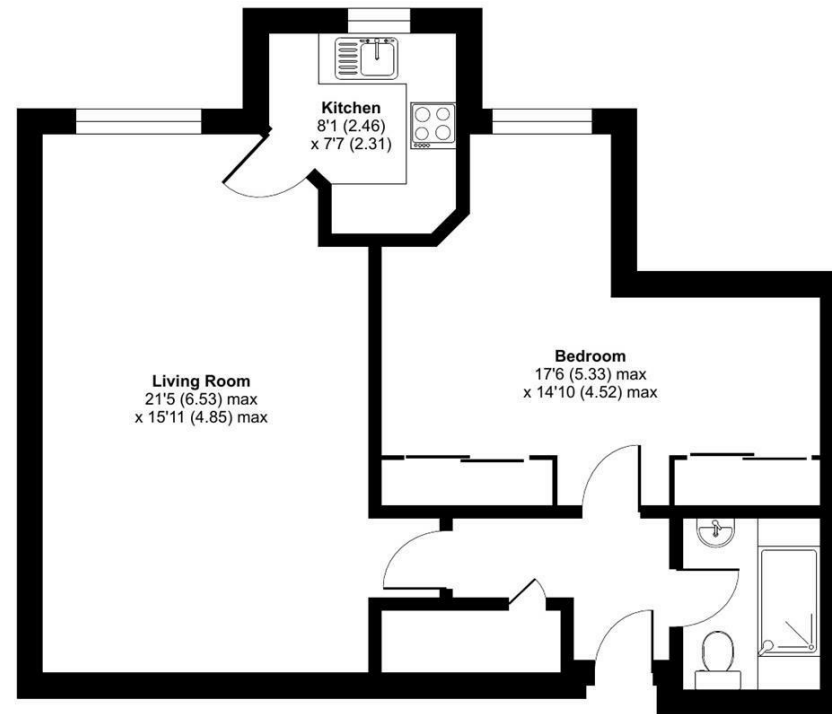 Kitchen
8'1 (2.46)
x 7'7 (2.31)
Living Room
21'5 (6.53) max
x 15'11 (4.85) max
Bedroom
17'6 (5.33) max
x 14'10 (4.52) max